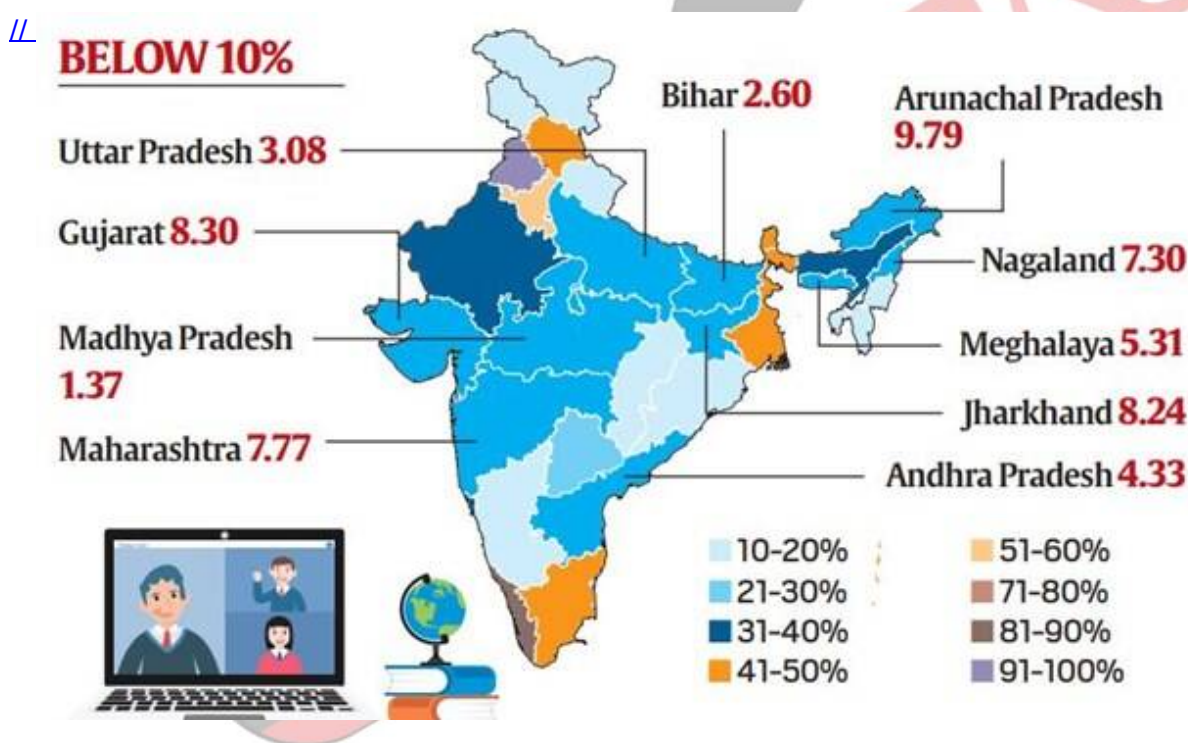 //
BELOW 10%
Bihar 2.60
Arunachal Pradesh
9.79
Uttar Pradesh 3.08
Gujarat 8.30
Nagaland 7.30
Madhya Pradesh
1.37
Meghalaya 5.31
Jharkhand 8.24
Maharashtra 7.77
Andhra Pradesh 4.33
10-20%
21-30%
31-40%
41-50%
51-60%
71-80%
81-90%
91-100%